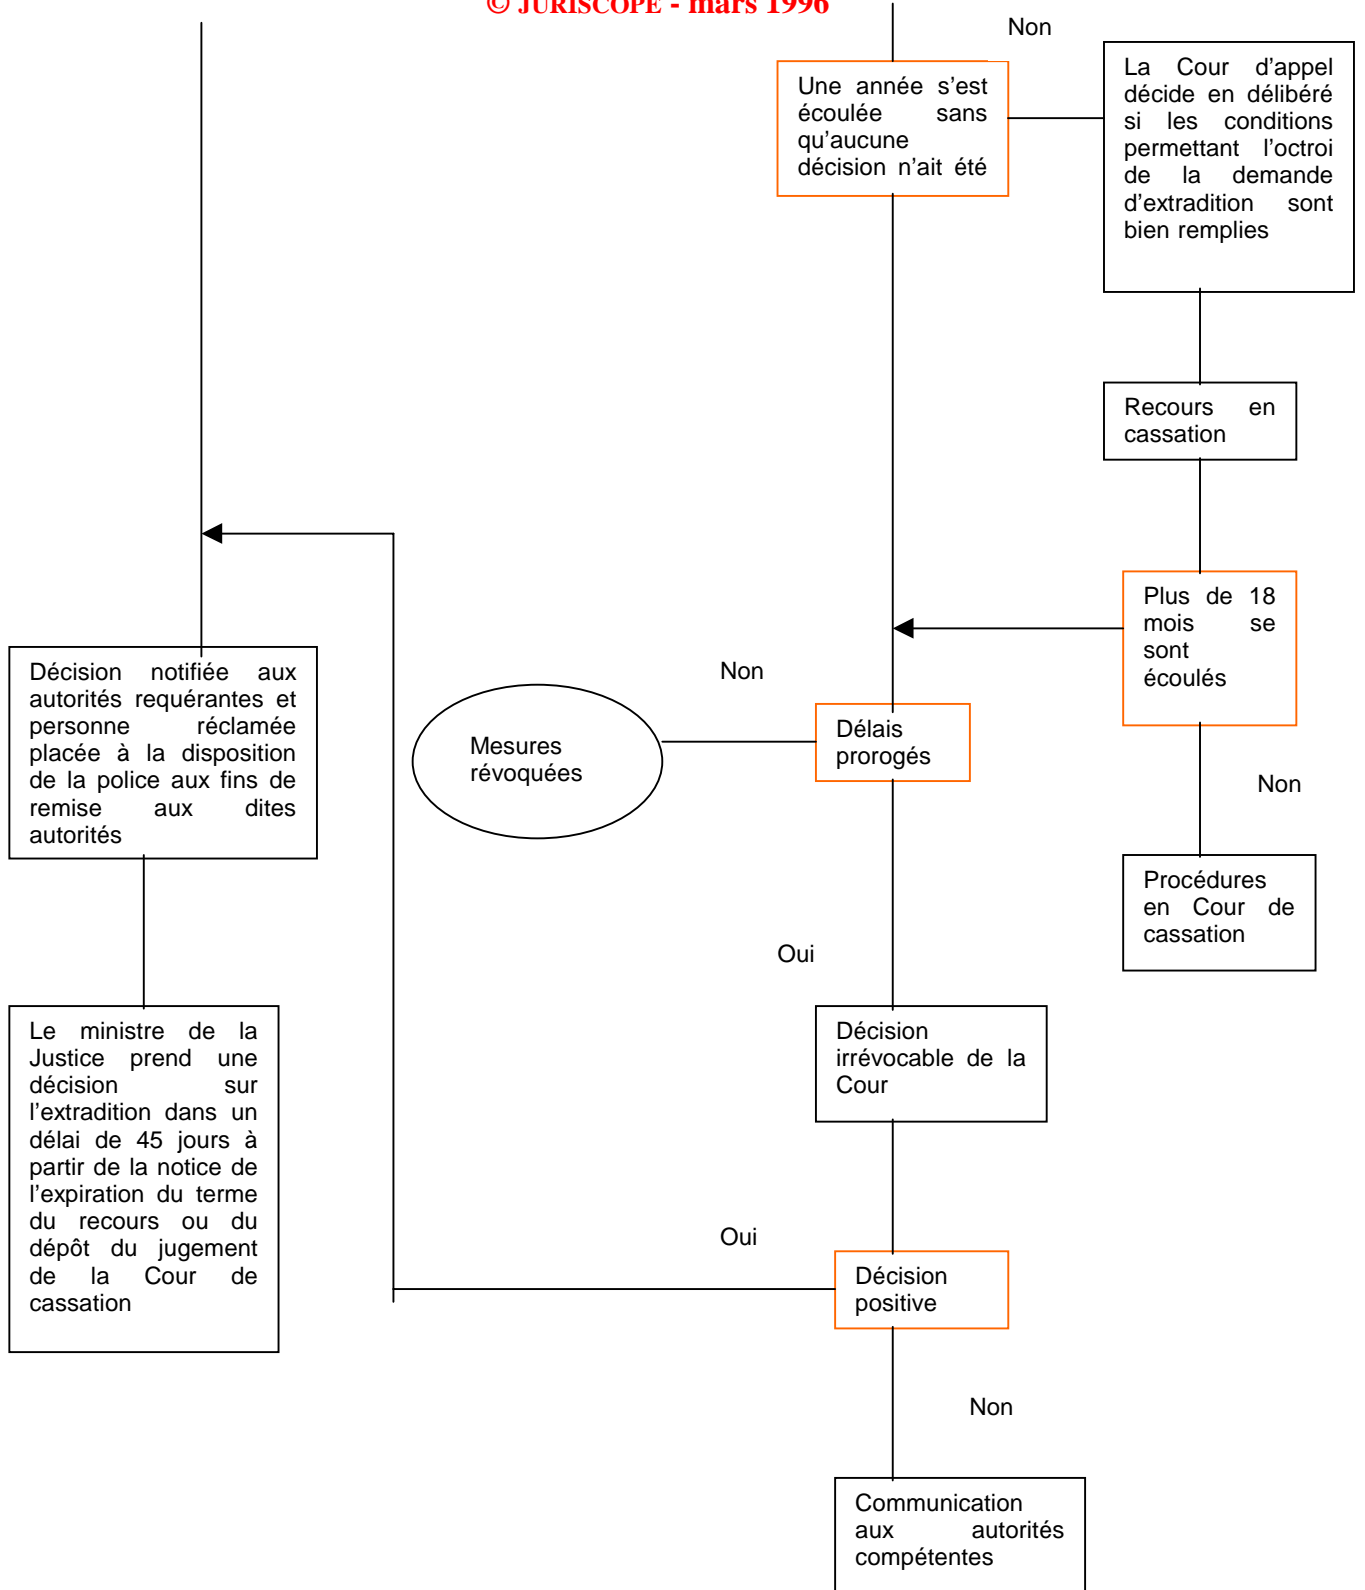 © JURISCOPE - mars 1996
Non
Une année s'est
écoulée sans
qu'aucune
décision n'ait été
La Cour d'appel
décide en délibéré
si les conditions
permettant l'octroi
de la demande
d'extradition sont
bien remplies
Recours en
cassation
Plus de 18
mois se
sont
écoulés
Non
Procédures
en Cour de
cassation
Non
Délais
prorogés
Mesures
révoquées
Décision notifiée aux
autorités requérantes et
personne réclamée
placée à la disposition
de la police aux fins de
remise aux dites
autorités
Oui
Décision
irrévocable de la
Cour
Le ministre de la
Justice prend une
décision sur
l'extradition dans un
délai de 45 jours à
partir de la notice de
l'expiration du terme
du recours ou du
dépôt du jugement
de la Cour de
cassation
Oui
Décision
positive
Non
Communication
aux autorités
compétentes